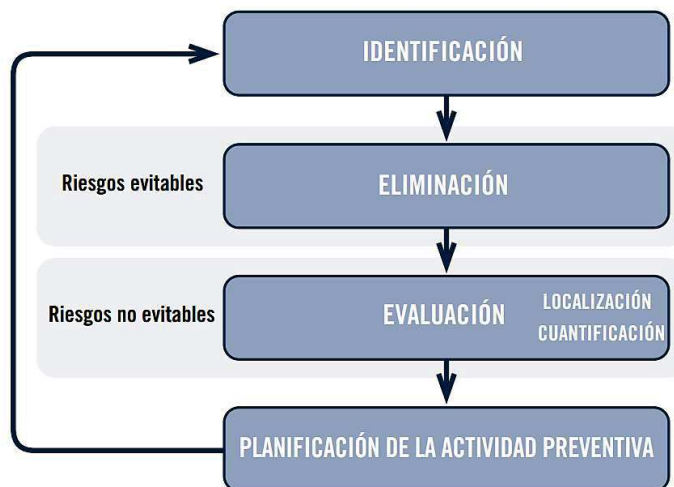 IDENTIFICACIÓN
Riesgos evitables
ELIMINACIÓN
Riesgos no evitables
EVALUACIÓN
LOCALIZACIÓN
CUANTIFICACIÓN
PLANIFICACIÓN DE LA ACTIVIDAD PREVENTIVA